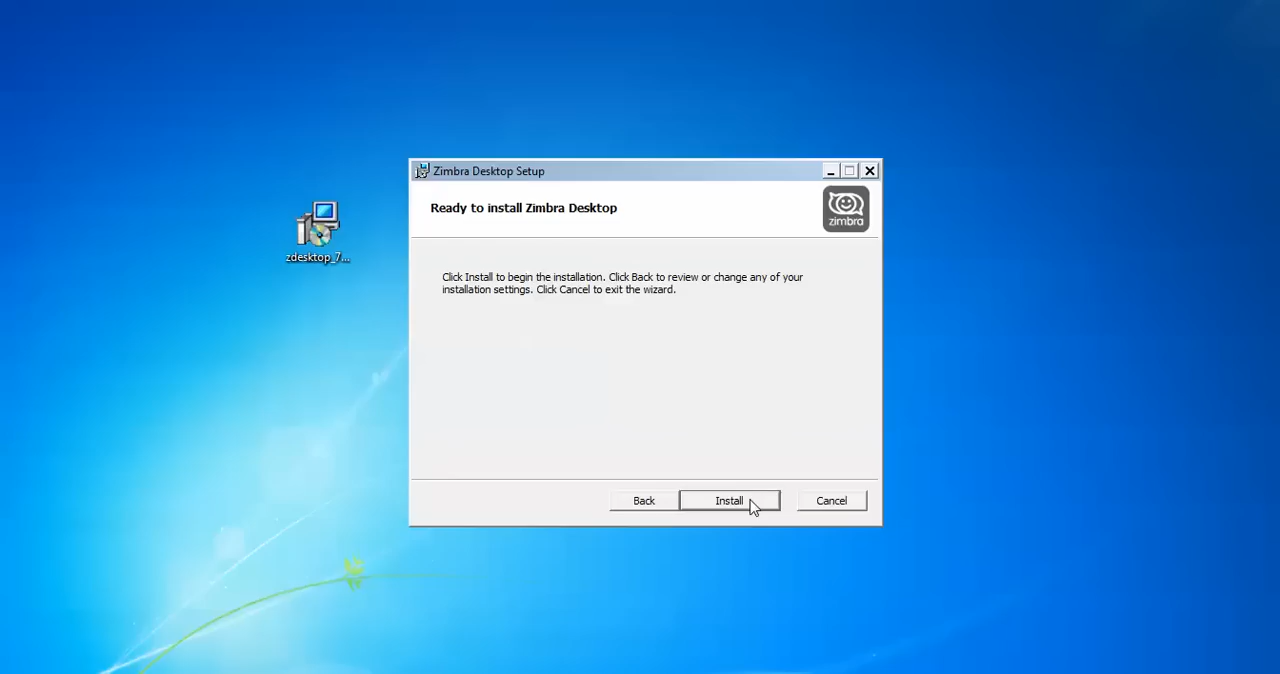 Zimbra Desktop Setup
Ready to install Zimbra Desktop
zimbra
zdesktop_7...
Click Install to begin the installation. Click Back to review or change any of your
installation settings. Click Cancel to exit the wizard.
Back
Install
Cancel